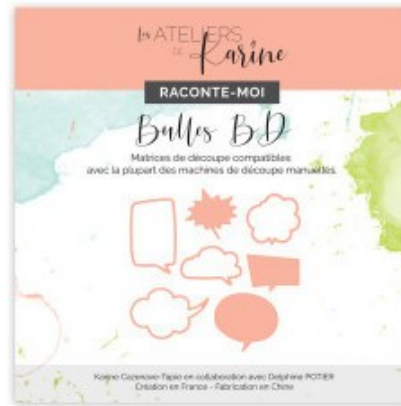 Les ATELIERS
DE Karine
RACONTE-MOI
Bulles BD
Matrices de découpe compatibles
avec la plupart des machines de découpe manuelles.
Karine Cazenave-Tapie en collaboration avec Delphine POTIER
Création en France - Fabrication en Chine